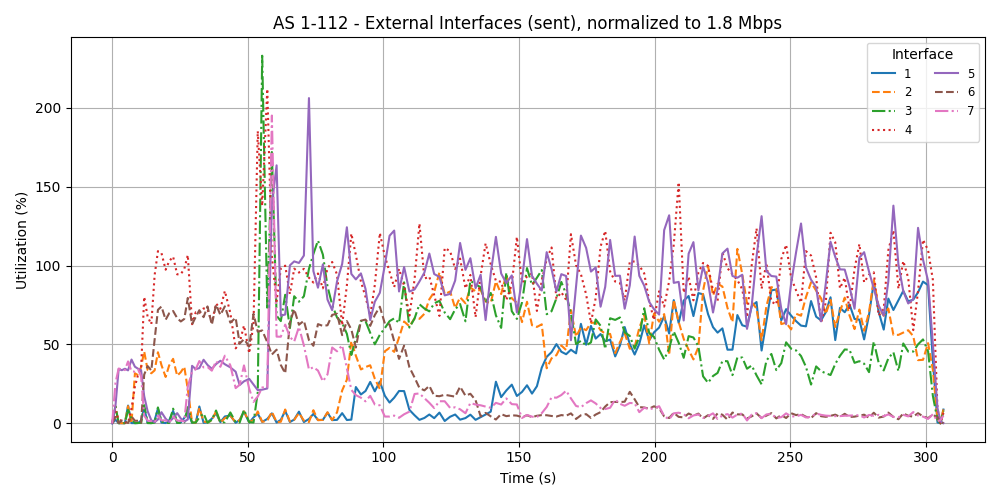 AS 1-112 - External Interfaces (sent), normalized to 1.8 Mbps
Utilization (%)
200
150
100
50
0
0 50 100 150 200 250 300
Time (s)
Interface
1 5
2 6
3 7
4